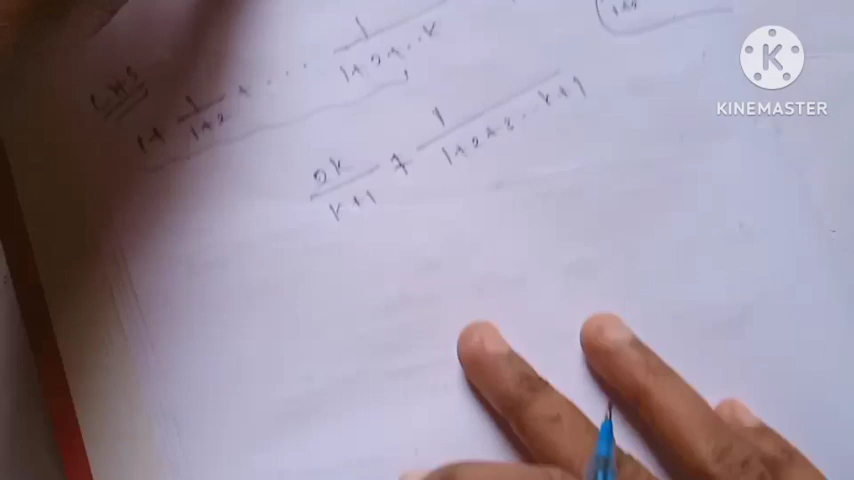 LHS
1 + 1/(1+2) + .... 1/(1+2+..k)
2k/(k+1) + 1/(1+2+3...k+1)
K
KINEMASTER